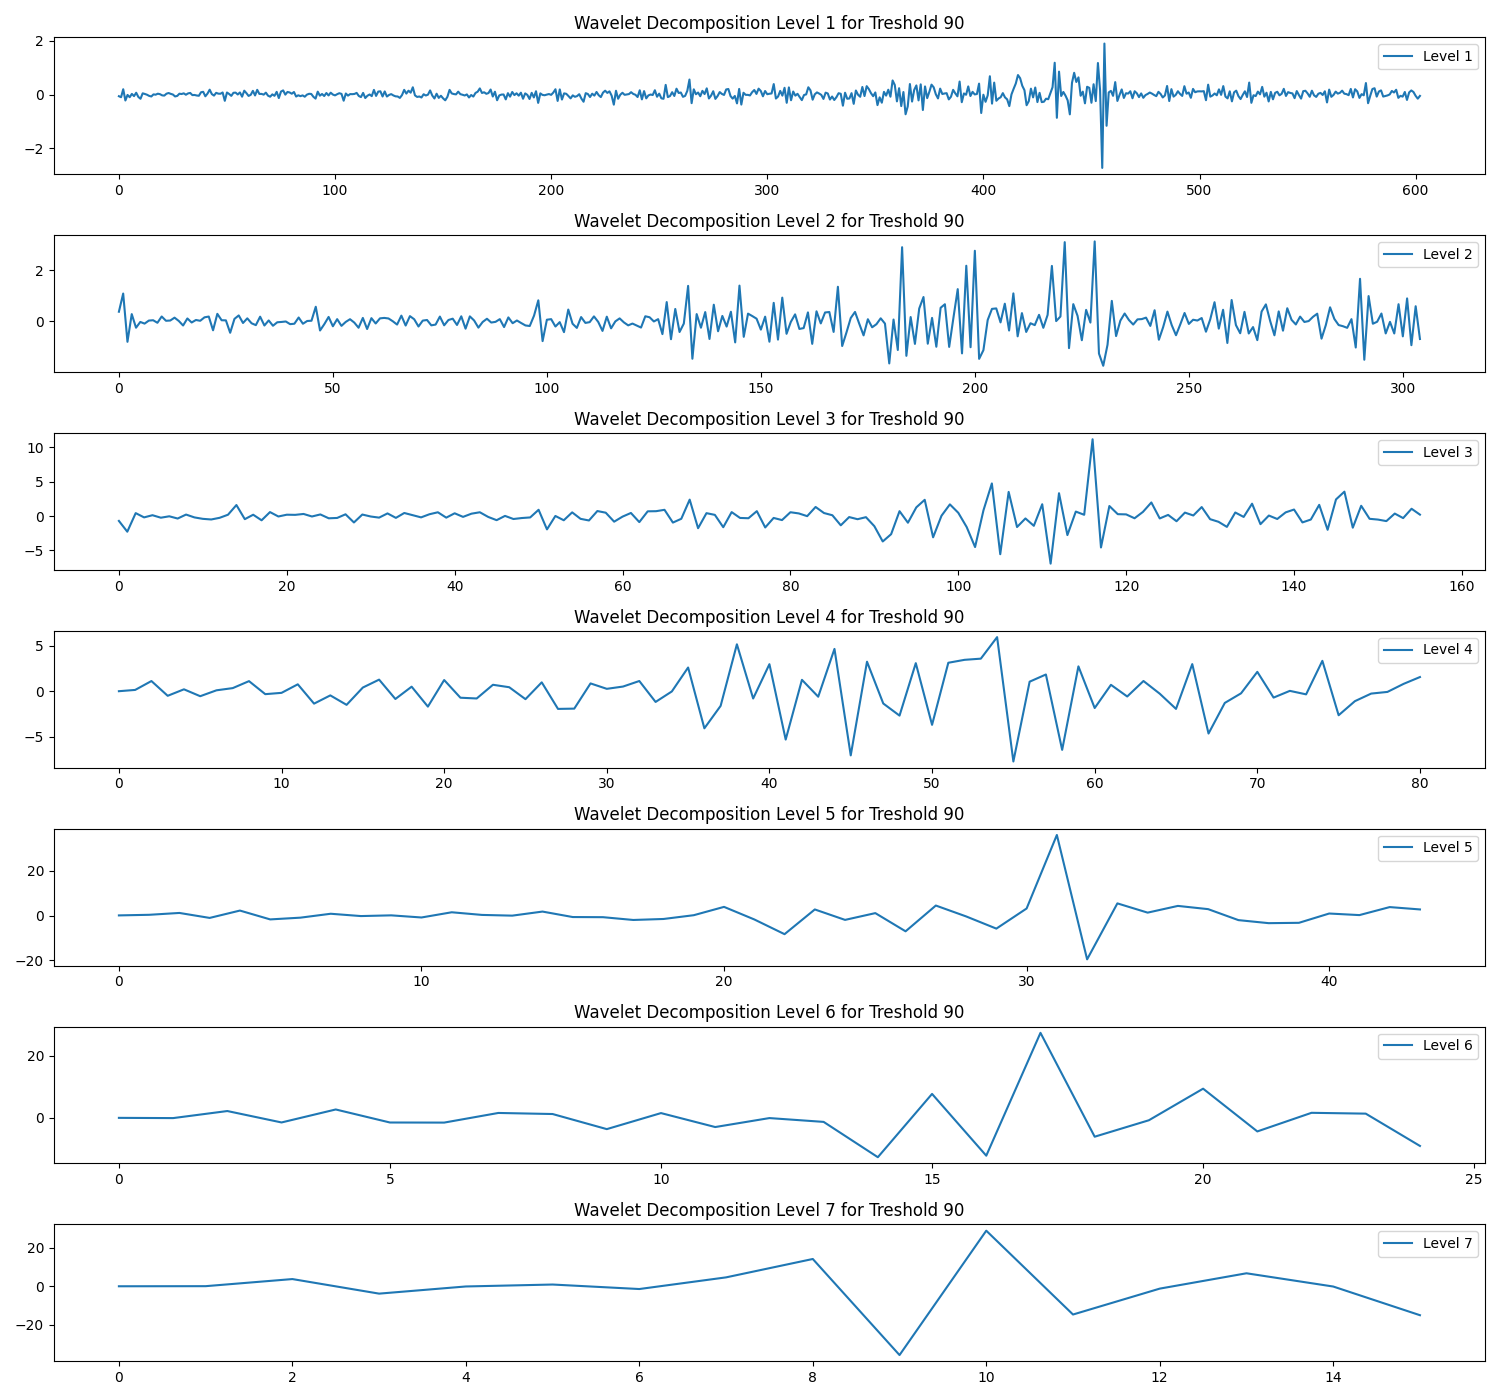 Wavelet Decomposition Level 1 for Treshold 90
2
0
−2
Level 1
0 100 200 300 400 500 600
Wavelet Decomposition Level 2 for Treshold 90
2
0
Level 2
0 50 100 150 200 250 300
Wavelet Decomposition Level 3 for Treshold 90
10
5
0
−5
Level 3
0 20 40 60 80 100 120 140 160
Wavelet Decomposition Level 4 for Treshold 90
5
0
−5
Level 4
0 10 20 30 40 50 60 70 80
Wavelet Decomposition Level 5 for Treshold 90
20
0
−20
Level 5
0 10 20 30 40
Wavelet Decomposition Level 6 for Treshold 90
20
0
Level 6
0 5 10 15 20 25
Wavelet Decomposition Level 7 for Treshold 90
20
0
−20
Level 7
0 2 4 6 8 10 12 14